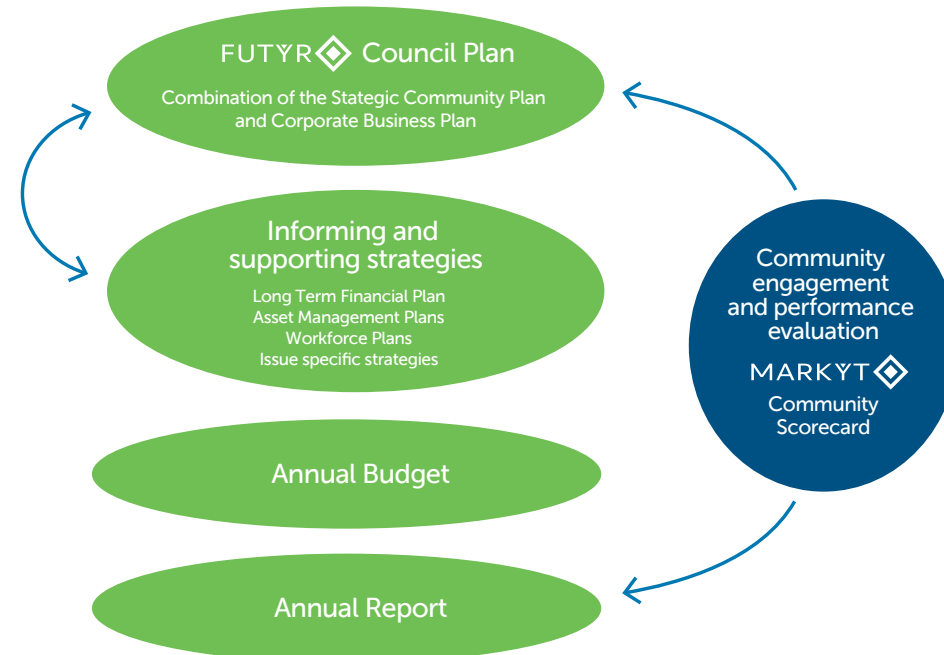 FUTYR Council Plan
Combination of the Stategic Community Plan
and Corporate Business Plan
Informing and
supporting strategies
Long Term Financial Plan
Asset Management Plans
Workforce Plans
Issue specific strategies
Annual Budget
Annual Report
Community
engagement
and performance
evaluation
MARKYT
Community
Scorecard